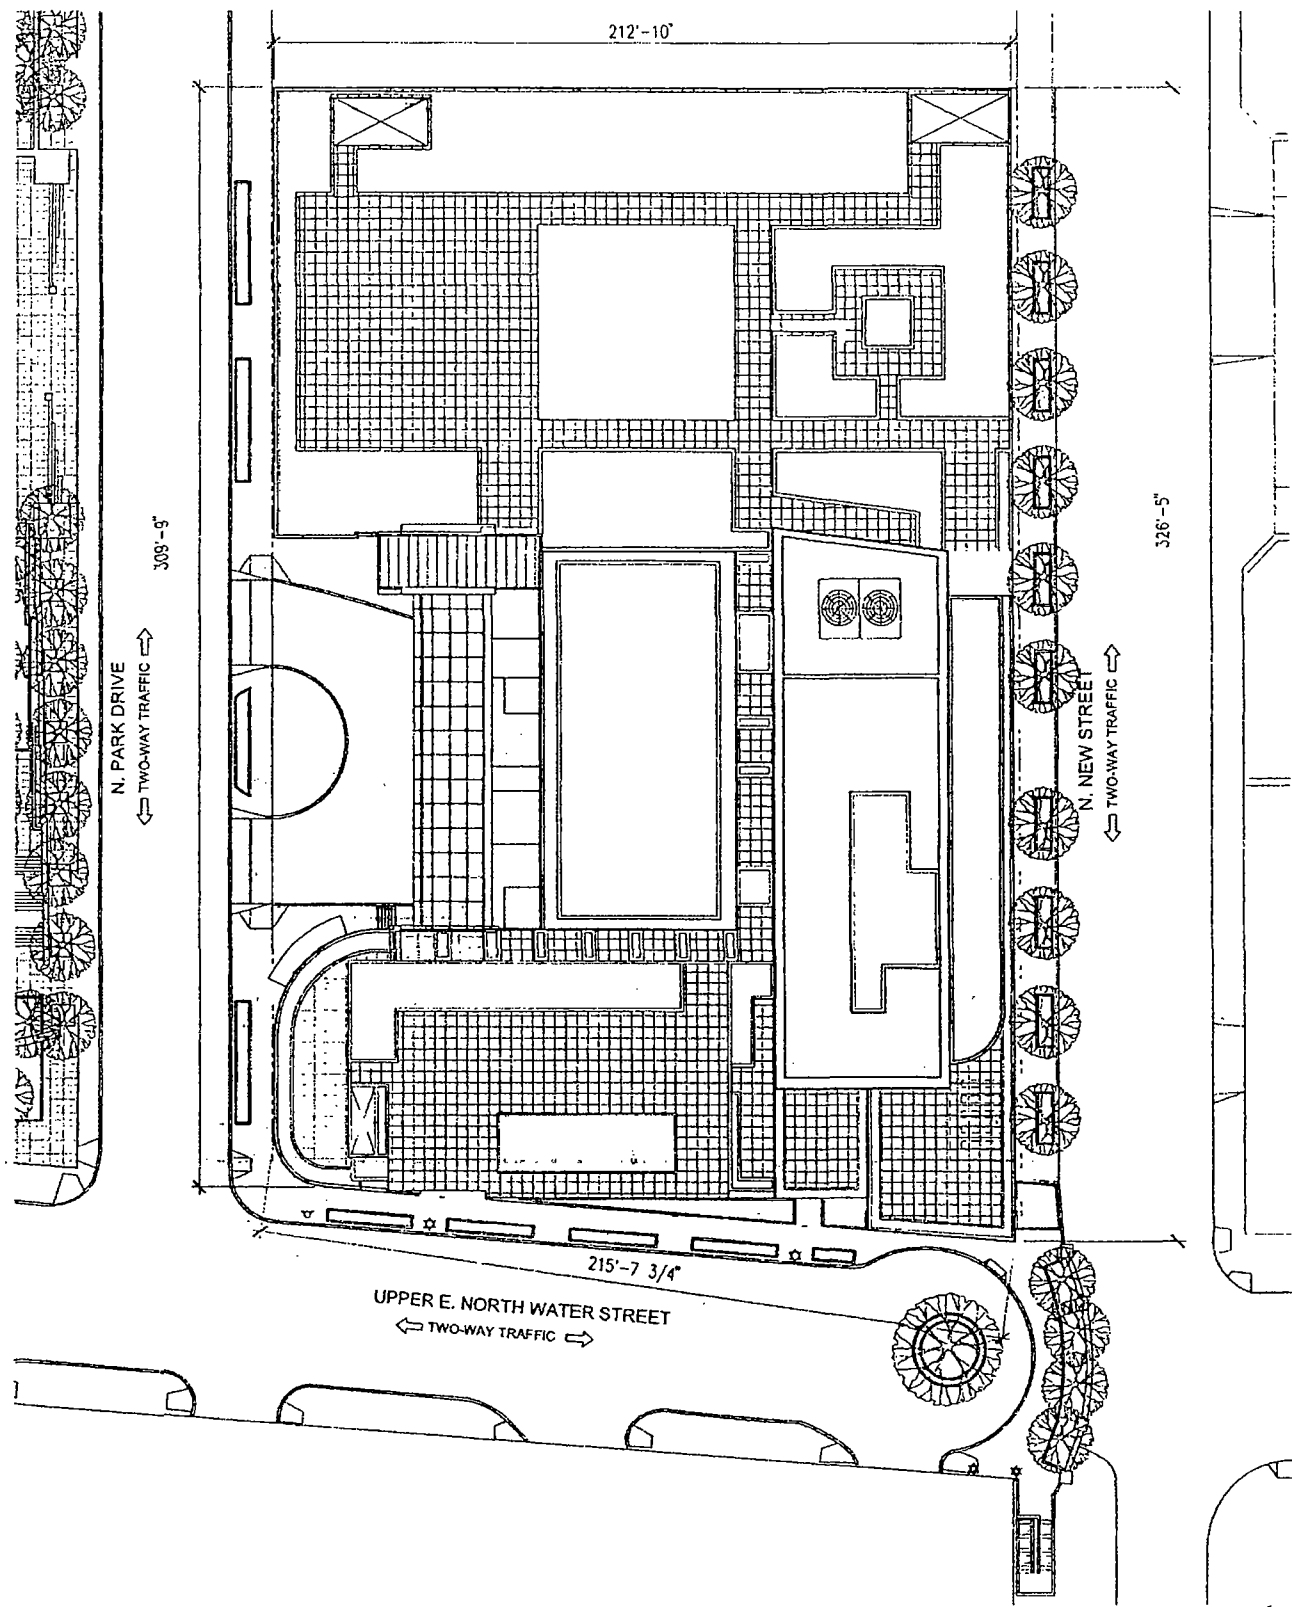 212'-10"
309'-9"
326'-5"
N. PARK DRIVE
TWO-WAY TRAFFIC
N. NEW STREET
TWO-WAY TRAFFIC
215'-7 3/4"
UPPER E. NORTH WATER STREET
TWO-WAY TRAFFIC